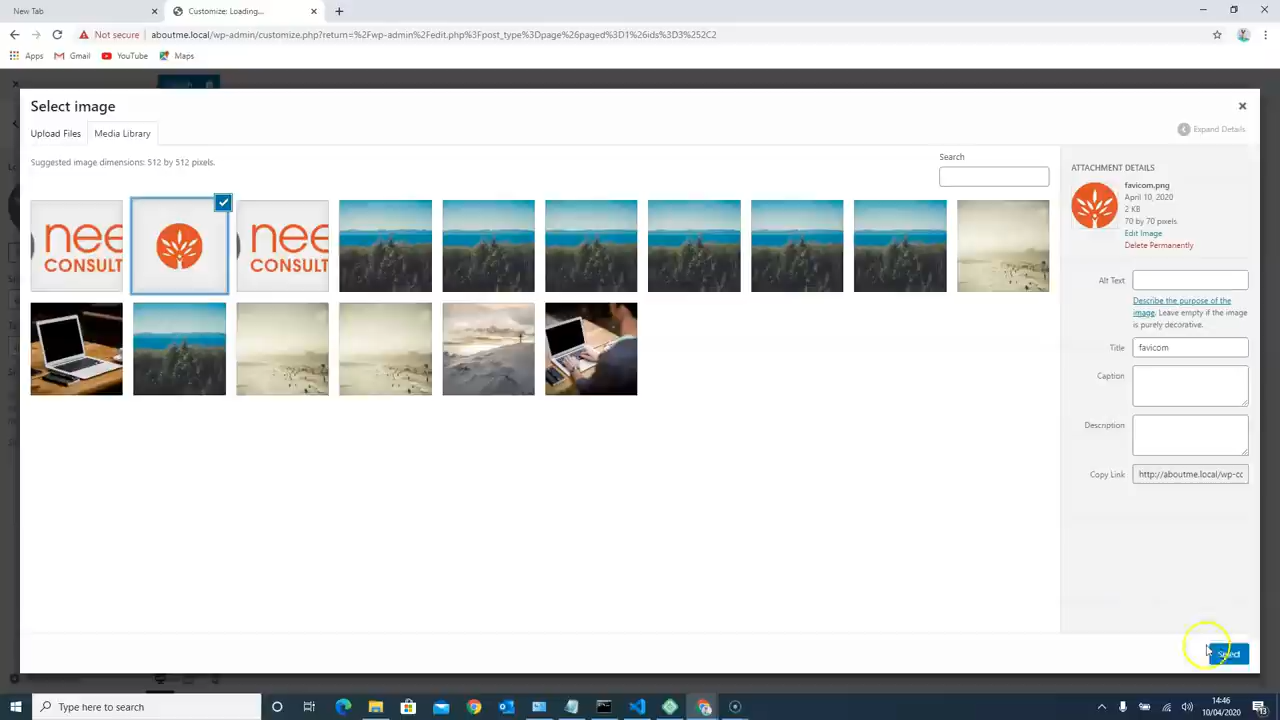 New Tab
Customize: Loading...
Not secure
aboutme.local/wp-admin/customize.php?return=%2Fwp-admin%2Fedit.php%3Fpost_type%3Dpage%26paged%3D1%26ids%3D3%252C2
Apps
Gmail
YouTube
Maps
Select image
Upload Files
Media Library
Expand Details
Suggested image dimensions: 512 by 512 pixels.
Search
ATTACHMENT DETAILS
favicom.png
April 10, 2020
2 KB
70 by 70 pixels
Edit Image
Delete Permanently
nee
CONSULT
nee
CONSULT
Alt Text
Describe the purpose of the
image. Leave empty if the image
is purely decorative.
Title
favicom
Caption
Description
Copy Link
http://aboutme.local/wp-cc
Select
Type here to search
14:46
10/04/2020
13